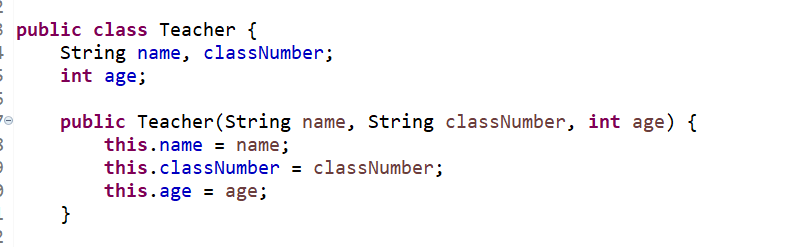 public class Teacher {
String name, classNumber;
int age;
public Teacher(String name, String classNumber, int age) {
this.name = name;
this.classNumber = classNumber;
this.age = age;
}